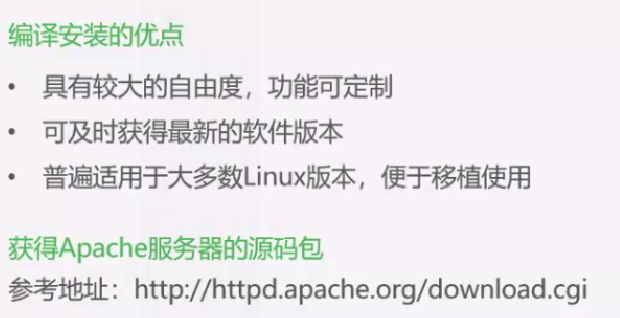 编译安装的优点
• 具有较大的自由度，功能可定制
• 可及时获得最新的软件版本
• 普遍适用于大多数Linux版本，便于移植使用
获得Apache服务器的源码包
参考地址：http://httpd.apache.org/download.cgi